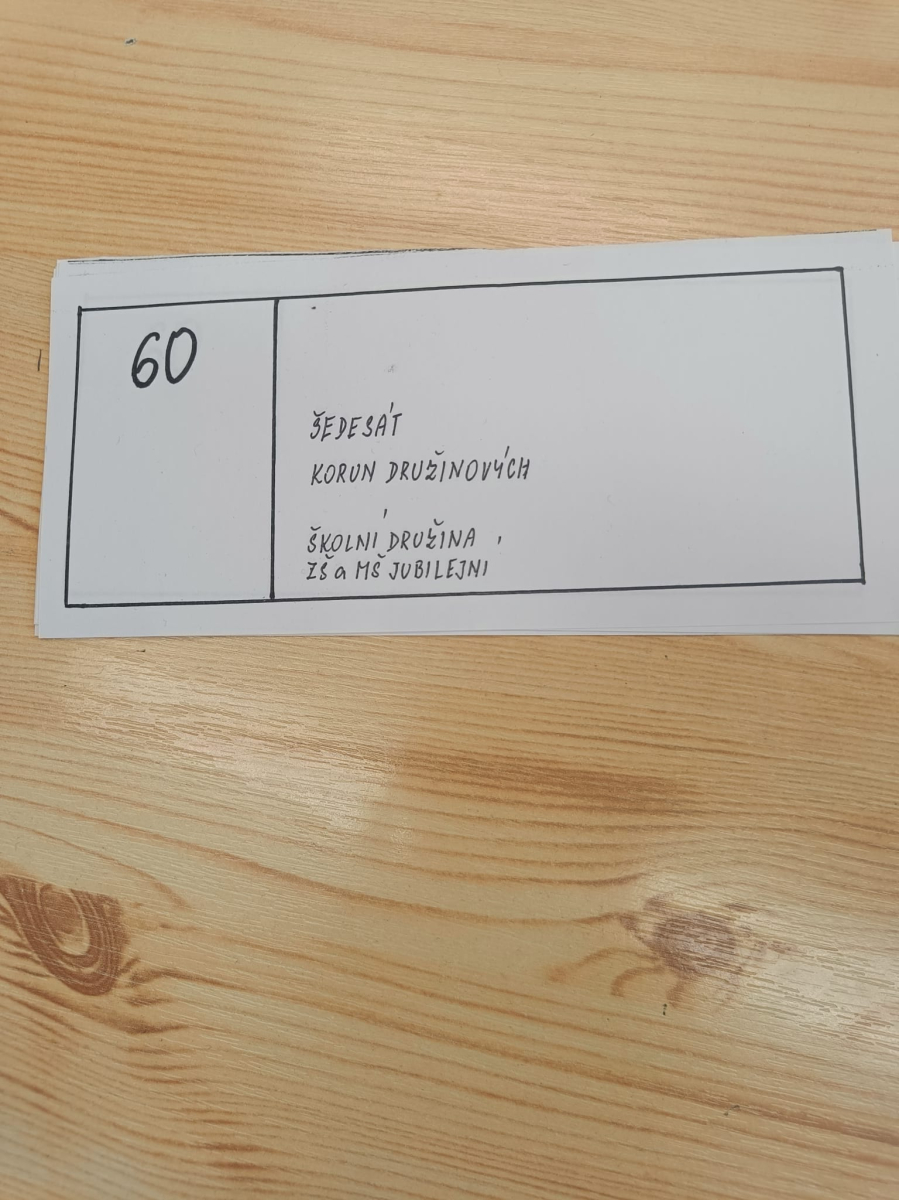 60
ŠEDESÁT
KORUN DRUŽINOVÝCH
ŠKOLNÍ DRUŽINA
ZŠ a MŠ JUBILEJNÍ